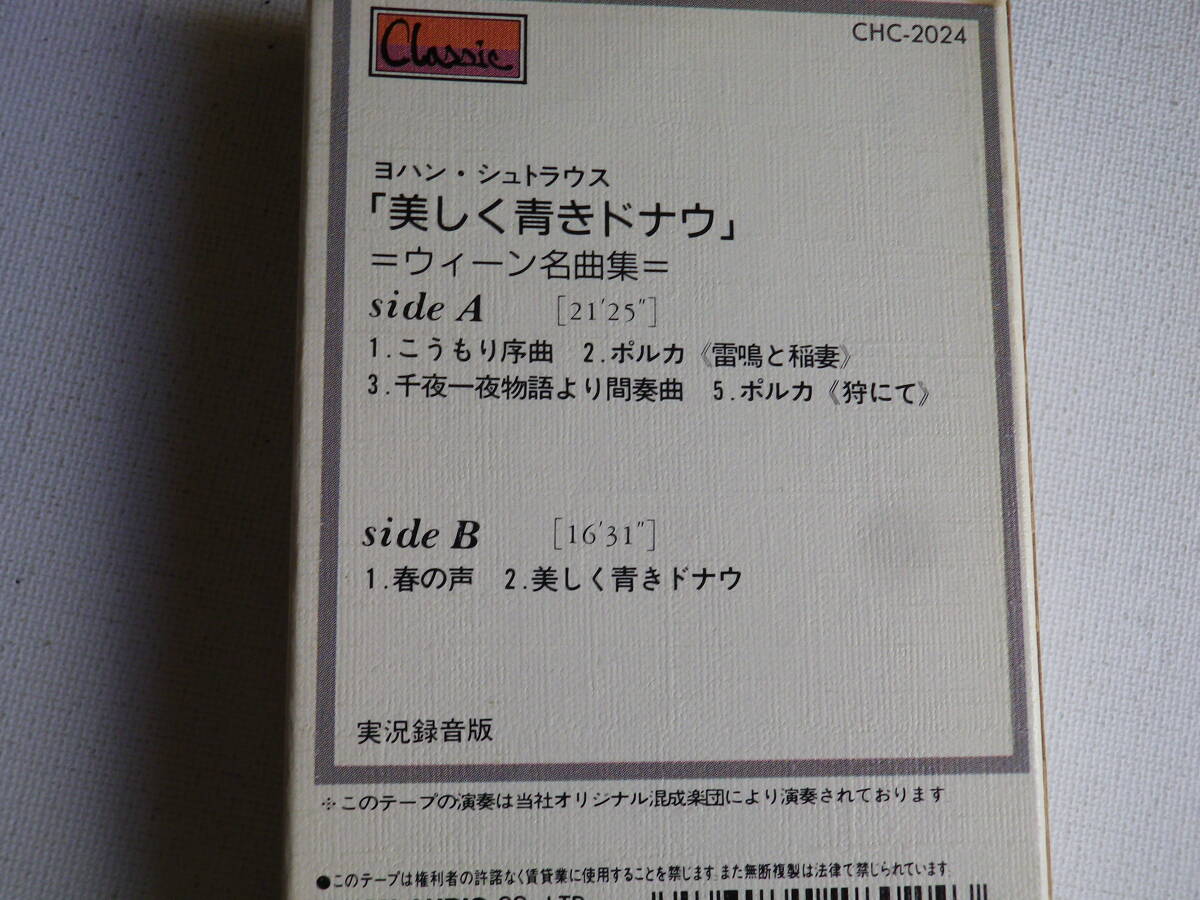 Classic
CHC-2024
ヨハン・シュトラウス
「美しく青きドナウ」
=ウィーン名曲集=
side A [21'25"]
1.こうもり序曲 2.ポルカ《雷鳴と稲妻》
3.千夜一夜物語より間奏曲 5.ポルカ《狩にて》
side B [16'31"]
1.春の声 2.美しく青きドナウ
実況録音版
※このテープの演奏は当社オリジナル混成楽団により演奏されております
●このテープは権利者の許諾なく賃貸業に使用することを禁じます。また無断複製は法律で禁じられています。
CO., LTD.